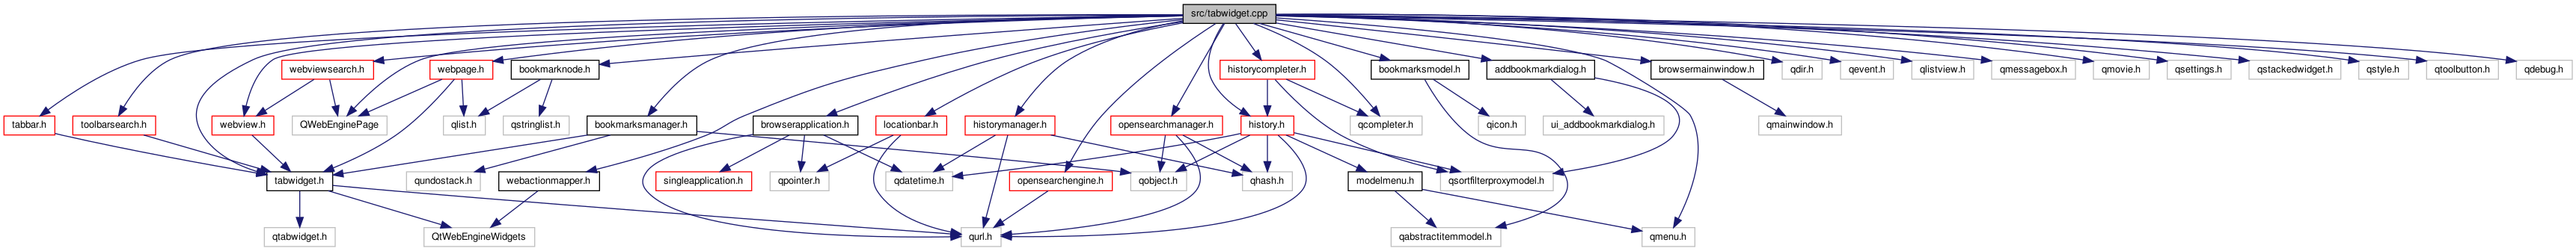 src/tabwidget.cpp
webviewsearch.h
webpage.h
bookmarknode.h
historycompleter.h
bookmarksmodel.h
addbookmarkdialog.h
browsermainwindow.h
qdir.h
qevent.h
qlistview.h
qmessagebox.h
qmovie.h
qsettings.h
qstackedwidget.h
qstyle.h
qtoolbutton.h
qdebug.h
tabbar.h
toolbarsearch.h
webview.h
QWebEnginePage
qlist.h
qstringlist.h
bookmarksmanager.h
browserapplication.h
locationbar.h
historymanager.h
opensearchmanager.h
history.h
qcompleter.h
qicon.h
ui_addbookmarkdialog.h
qmainwindow.h
tabwidget.h
qundostack.h
webactionmapper.h
singleapplication.h
qpointer.h
qdatetime.h
opensearchengine.h
qobject.h
qhash.h
modelmenu.h
qsortfilterproxymodel.h
qtabwidget.h
QtWebEngineWidgets
qurl.h
qabstractitemmodel.h
qmenu.h